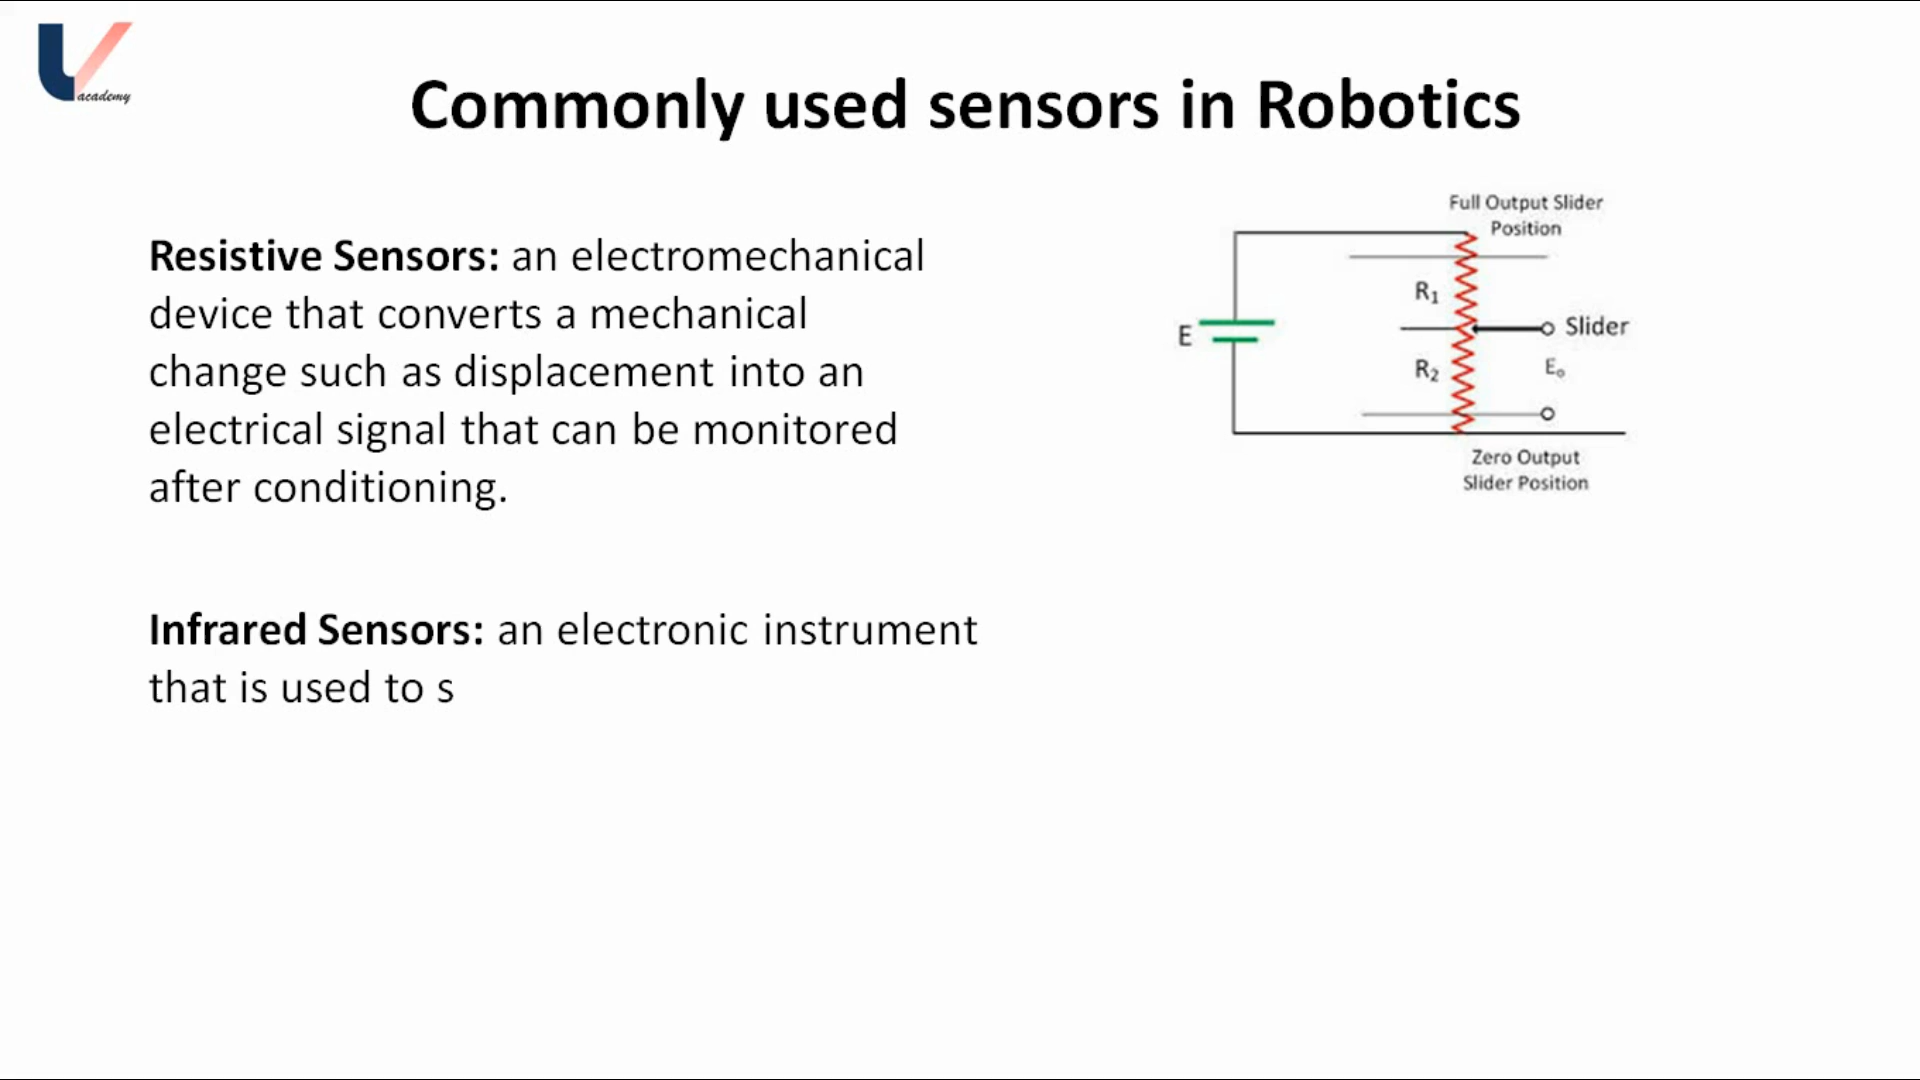 academy
Commonly used sensors in Robotics
Resistive Sensors: an electromechanical
device that converts a mechanical
change such as displacement into an
electrical signal that can be monitored
after conditioning.
Full Output Slider
Position
R₁
Slider
E
R₂
Eₒ
Zero Output
Slider Position
Infrared Sensors: an electronic instrument
that is used to s